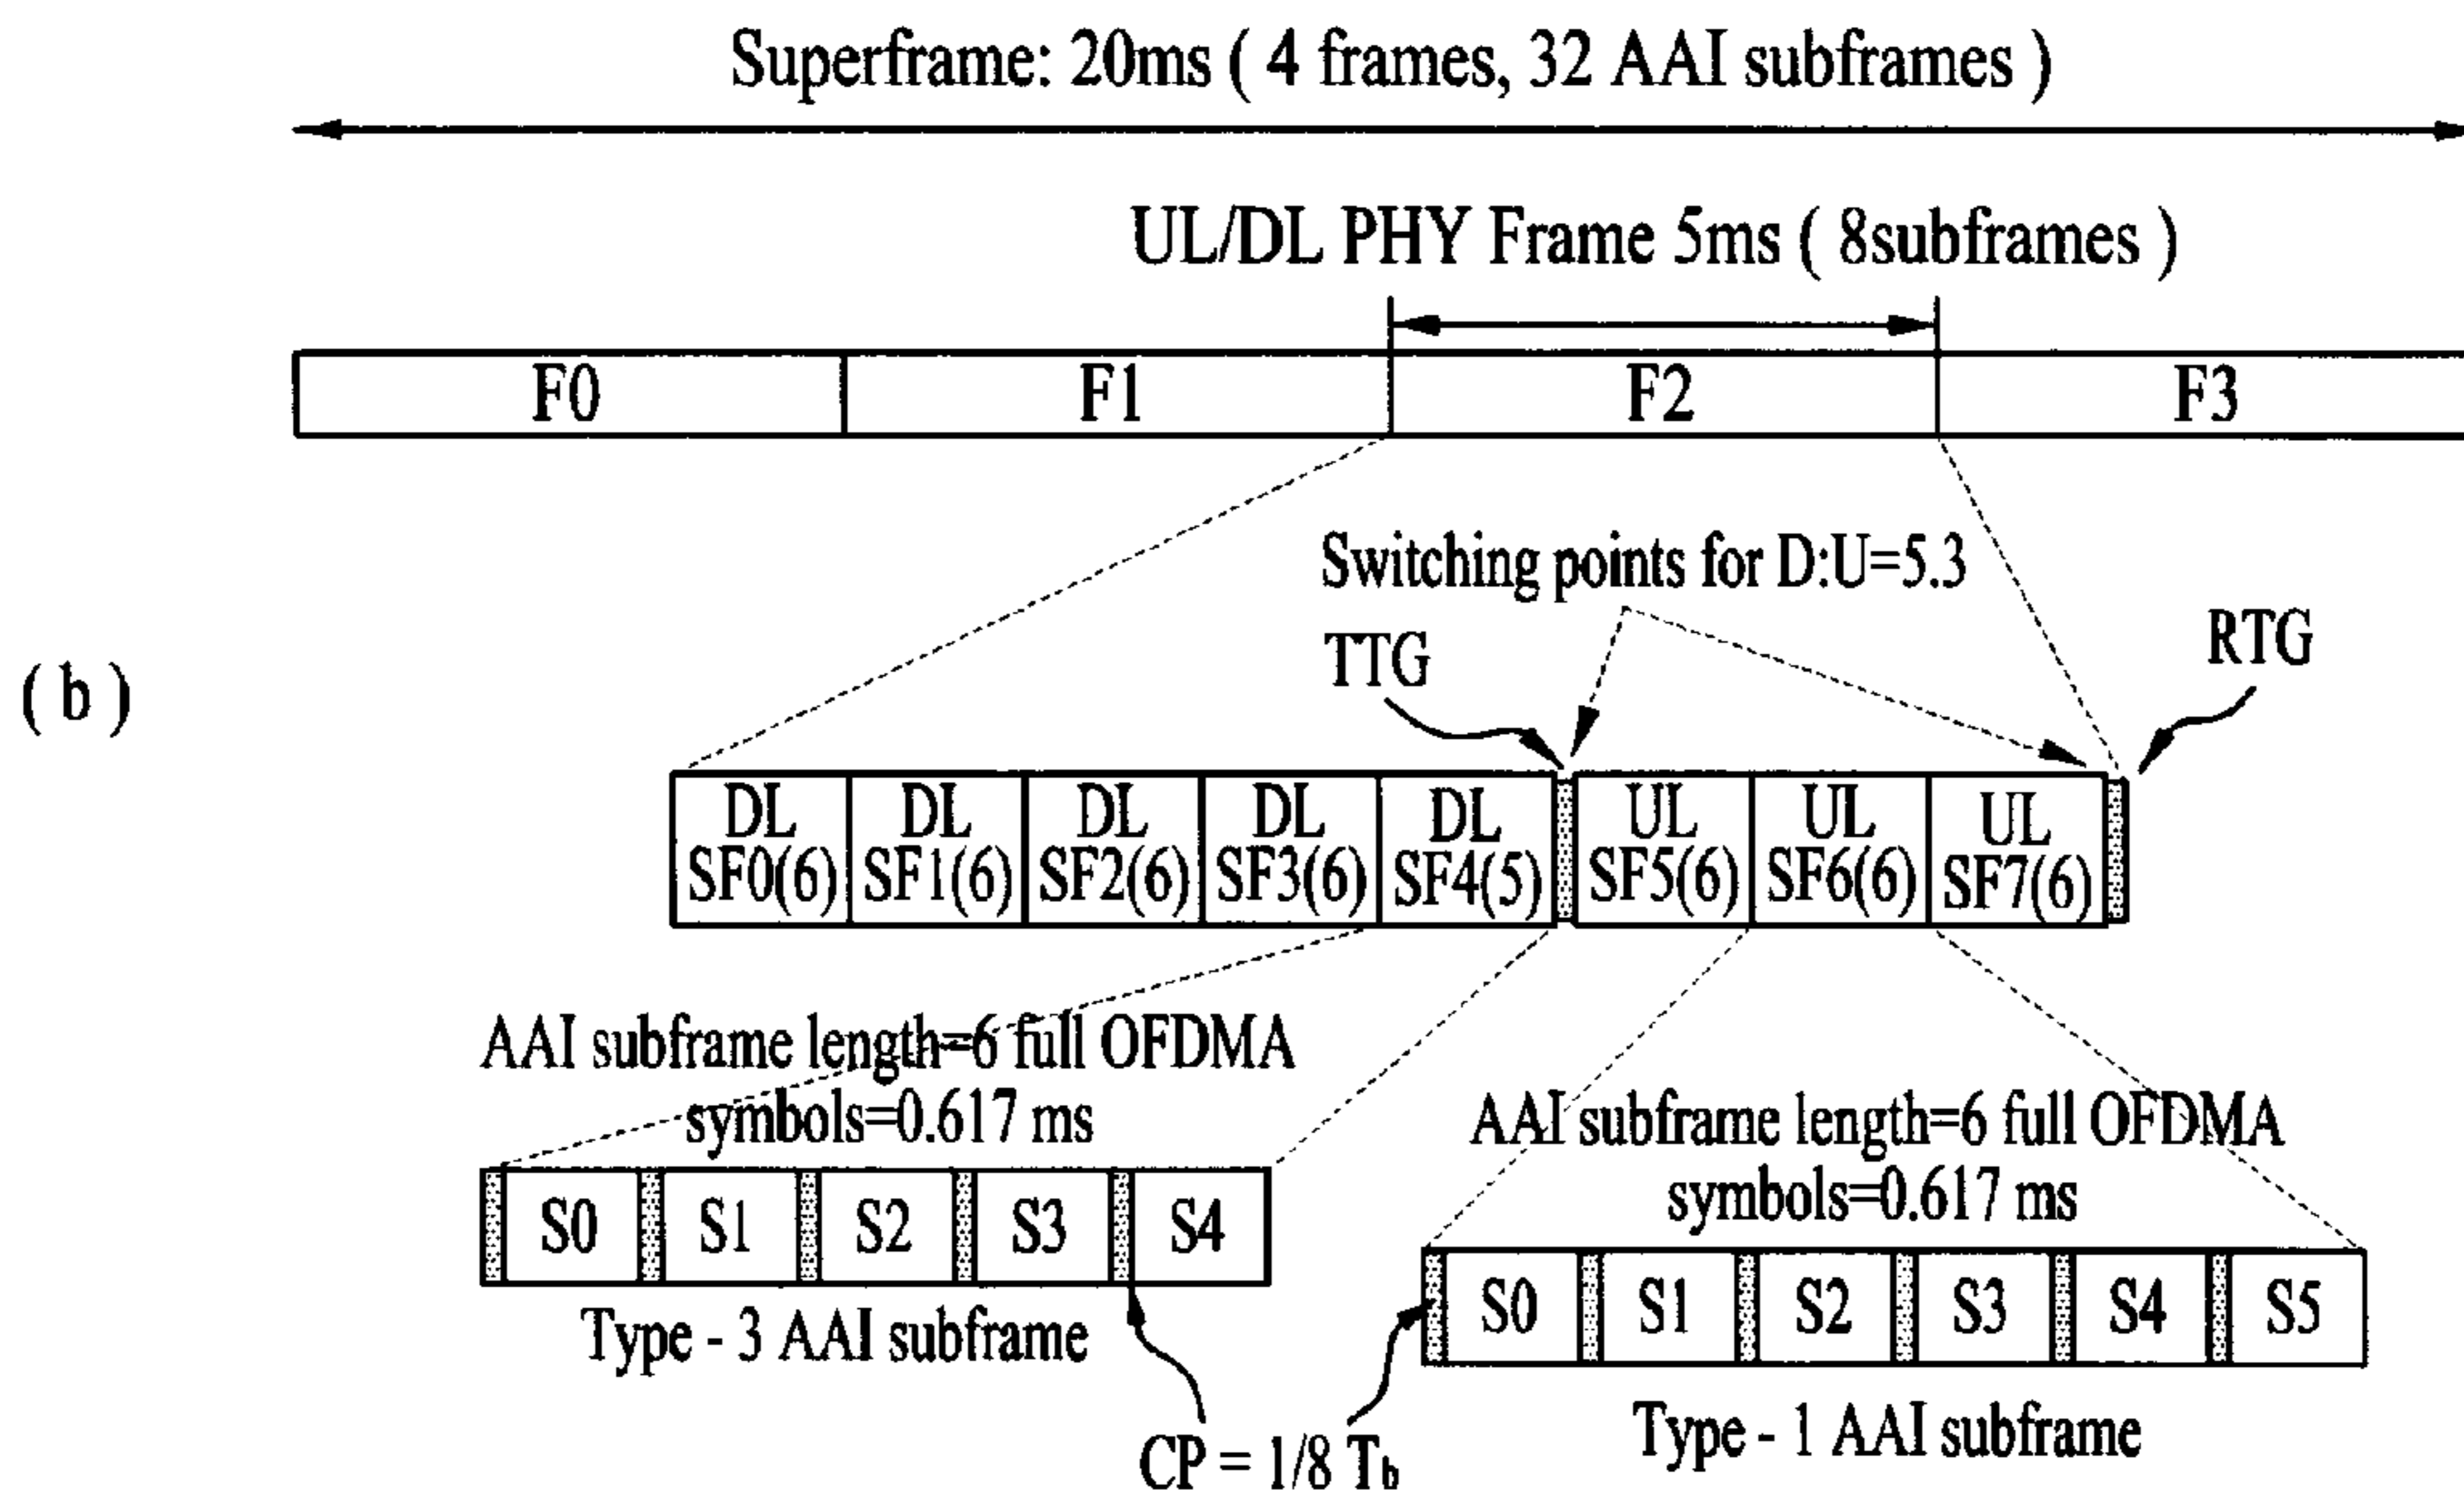 Superframe: 20ms ( 4 frames, 32 AAI subframes )
UL/DL PHY Frame 5ms ( 8subframes )
F0
F1
F2
F3
Switching points for D:U=5.3
TTG
RTG
( b )
DL
SF0(6)
DL
SF1(6)
DL
SF2(6)
DL
SF3(6)
DL
SF4(5)
UL
SF5(6)
UL
SF6(6)
UL
SF7(6)
AAI subframe length=6 full OFDMA
symbols=0.617 ms
AAI subframe length=6 full OFDMA
symbols=0.617 ms
S0
S1
S2
S3
S4
Type - 3 AAI subframe
S0
S1
S2
S3
S4
S5
Type - 1 AAI subframe
CP = 1/8 Tb